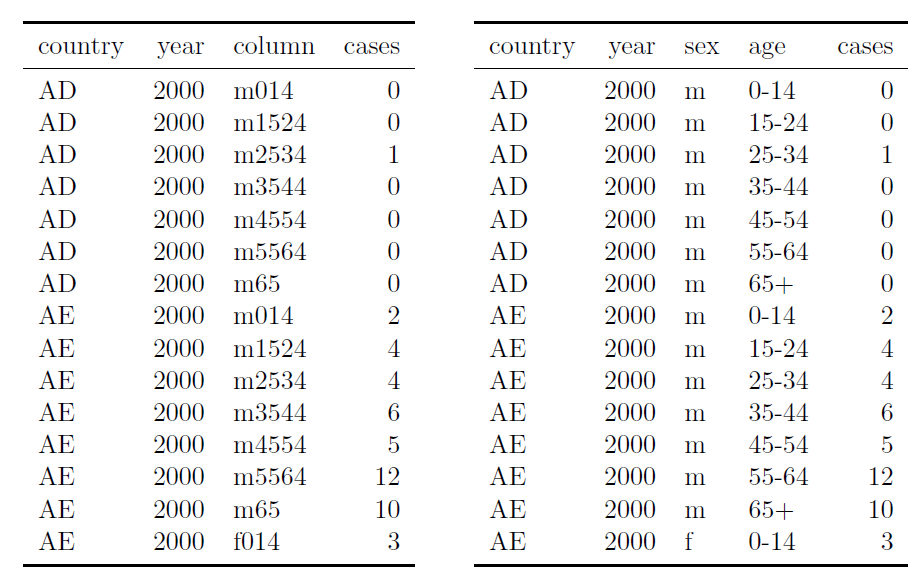 country year column cases
AD 2000 m014 0
AD 2000 m1524 0
AD 2000 m2534 1
AD 2000 m3544 0
AD 2000 m4554 0
AD 2000 m5564 0
AD 2000 m65 0
AE 2000 m014 2
AE 2000 m1524 4
AE 2000 m2534 4
AE 2000 m3544 6
AE 2000 m4554 5
AE 2000 m5564 12
AE 2000 m65 10
AE 2000 f014 3
country year sex age cases
AD 2000 m 0-14 0
AD 2000 m 15-24 0
AD 2000 m 25-34 1
AD 2000 m 35-44 0
AD 2000 m 45-54 0
AD 2000 m 55-64 0
AD 2000 m 65+ 0
AE 2000 m 0-14 2
AE 2000 m 15-24 4
AE 2000 m 25-34 4
AE 2000 m 35-44 6
AE 2000 m 45-54 5
AE 2000 m 55-64 12
AE 2000 m 65+ 10
AE 2000 f 0-14 3